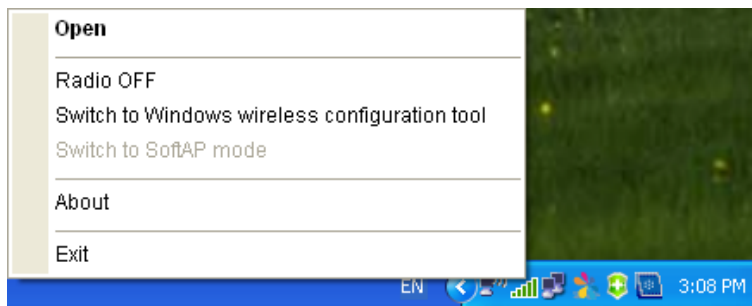 Open
Radio OFF
Switch to Windows wireless configuration tool
Switch to SoftAP mode
About
Exit
EN 3:08 PM